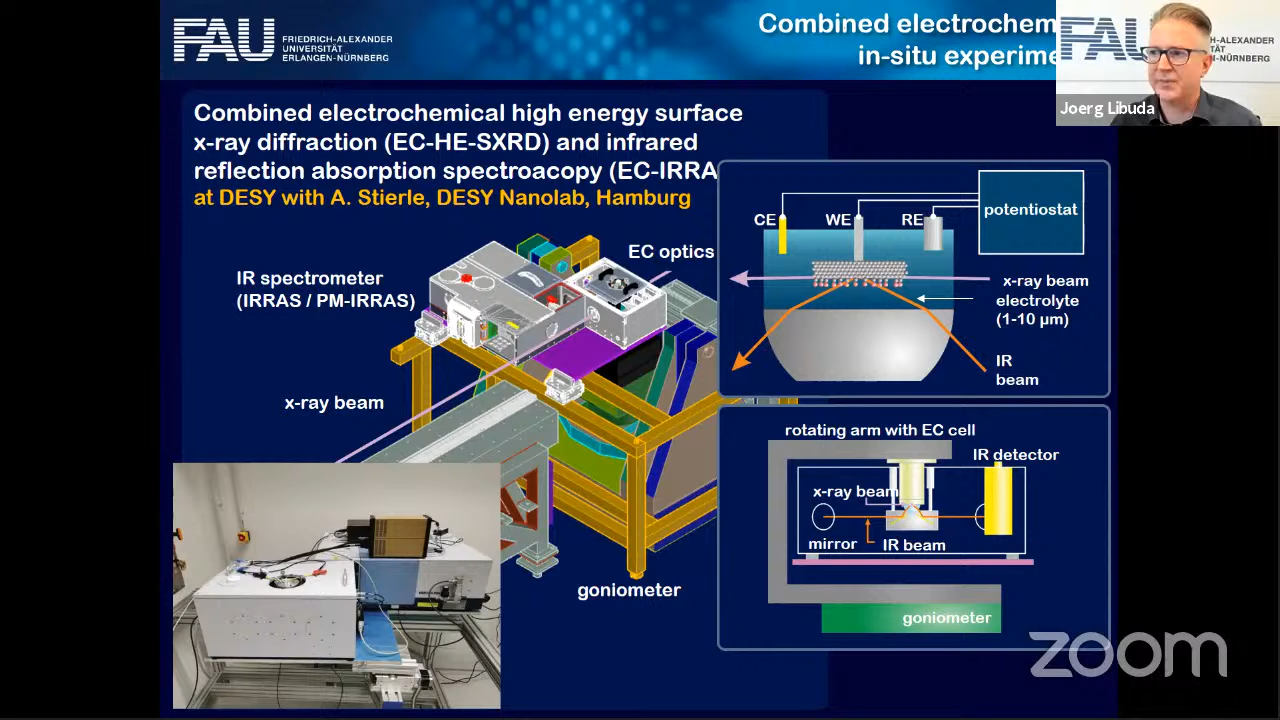 FAU
FRIEDRICH-ALEXANDER
UNIVERSITÄT
ERLANGEN-NÜRNBERG
Combined electrochem
in-situ experime
FAU
CH-ALEXANDER
TÄT
N-NÜRNBERG
Joerg Libuda
Combined electrochemical high energy surface
x-ray diffraction (EC-HE-SXRD) and infrared
reflection absorption spectroacopy (EC-IRRA
at DESY with A. Stierle, DESY Nanolab, Hamburg
IR spectrometer
(IRRAS / PM-IRRAS)
EC optics
x-ray beam
goniometer
CE
WE
RE
potentiostat
x-ray beam
electrolyte
(1-10 µm)
IR
beam
rotating arm with EC cell
IR detector
x-ray beam
mirror
IR beam
goniometer
zoom